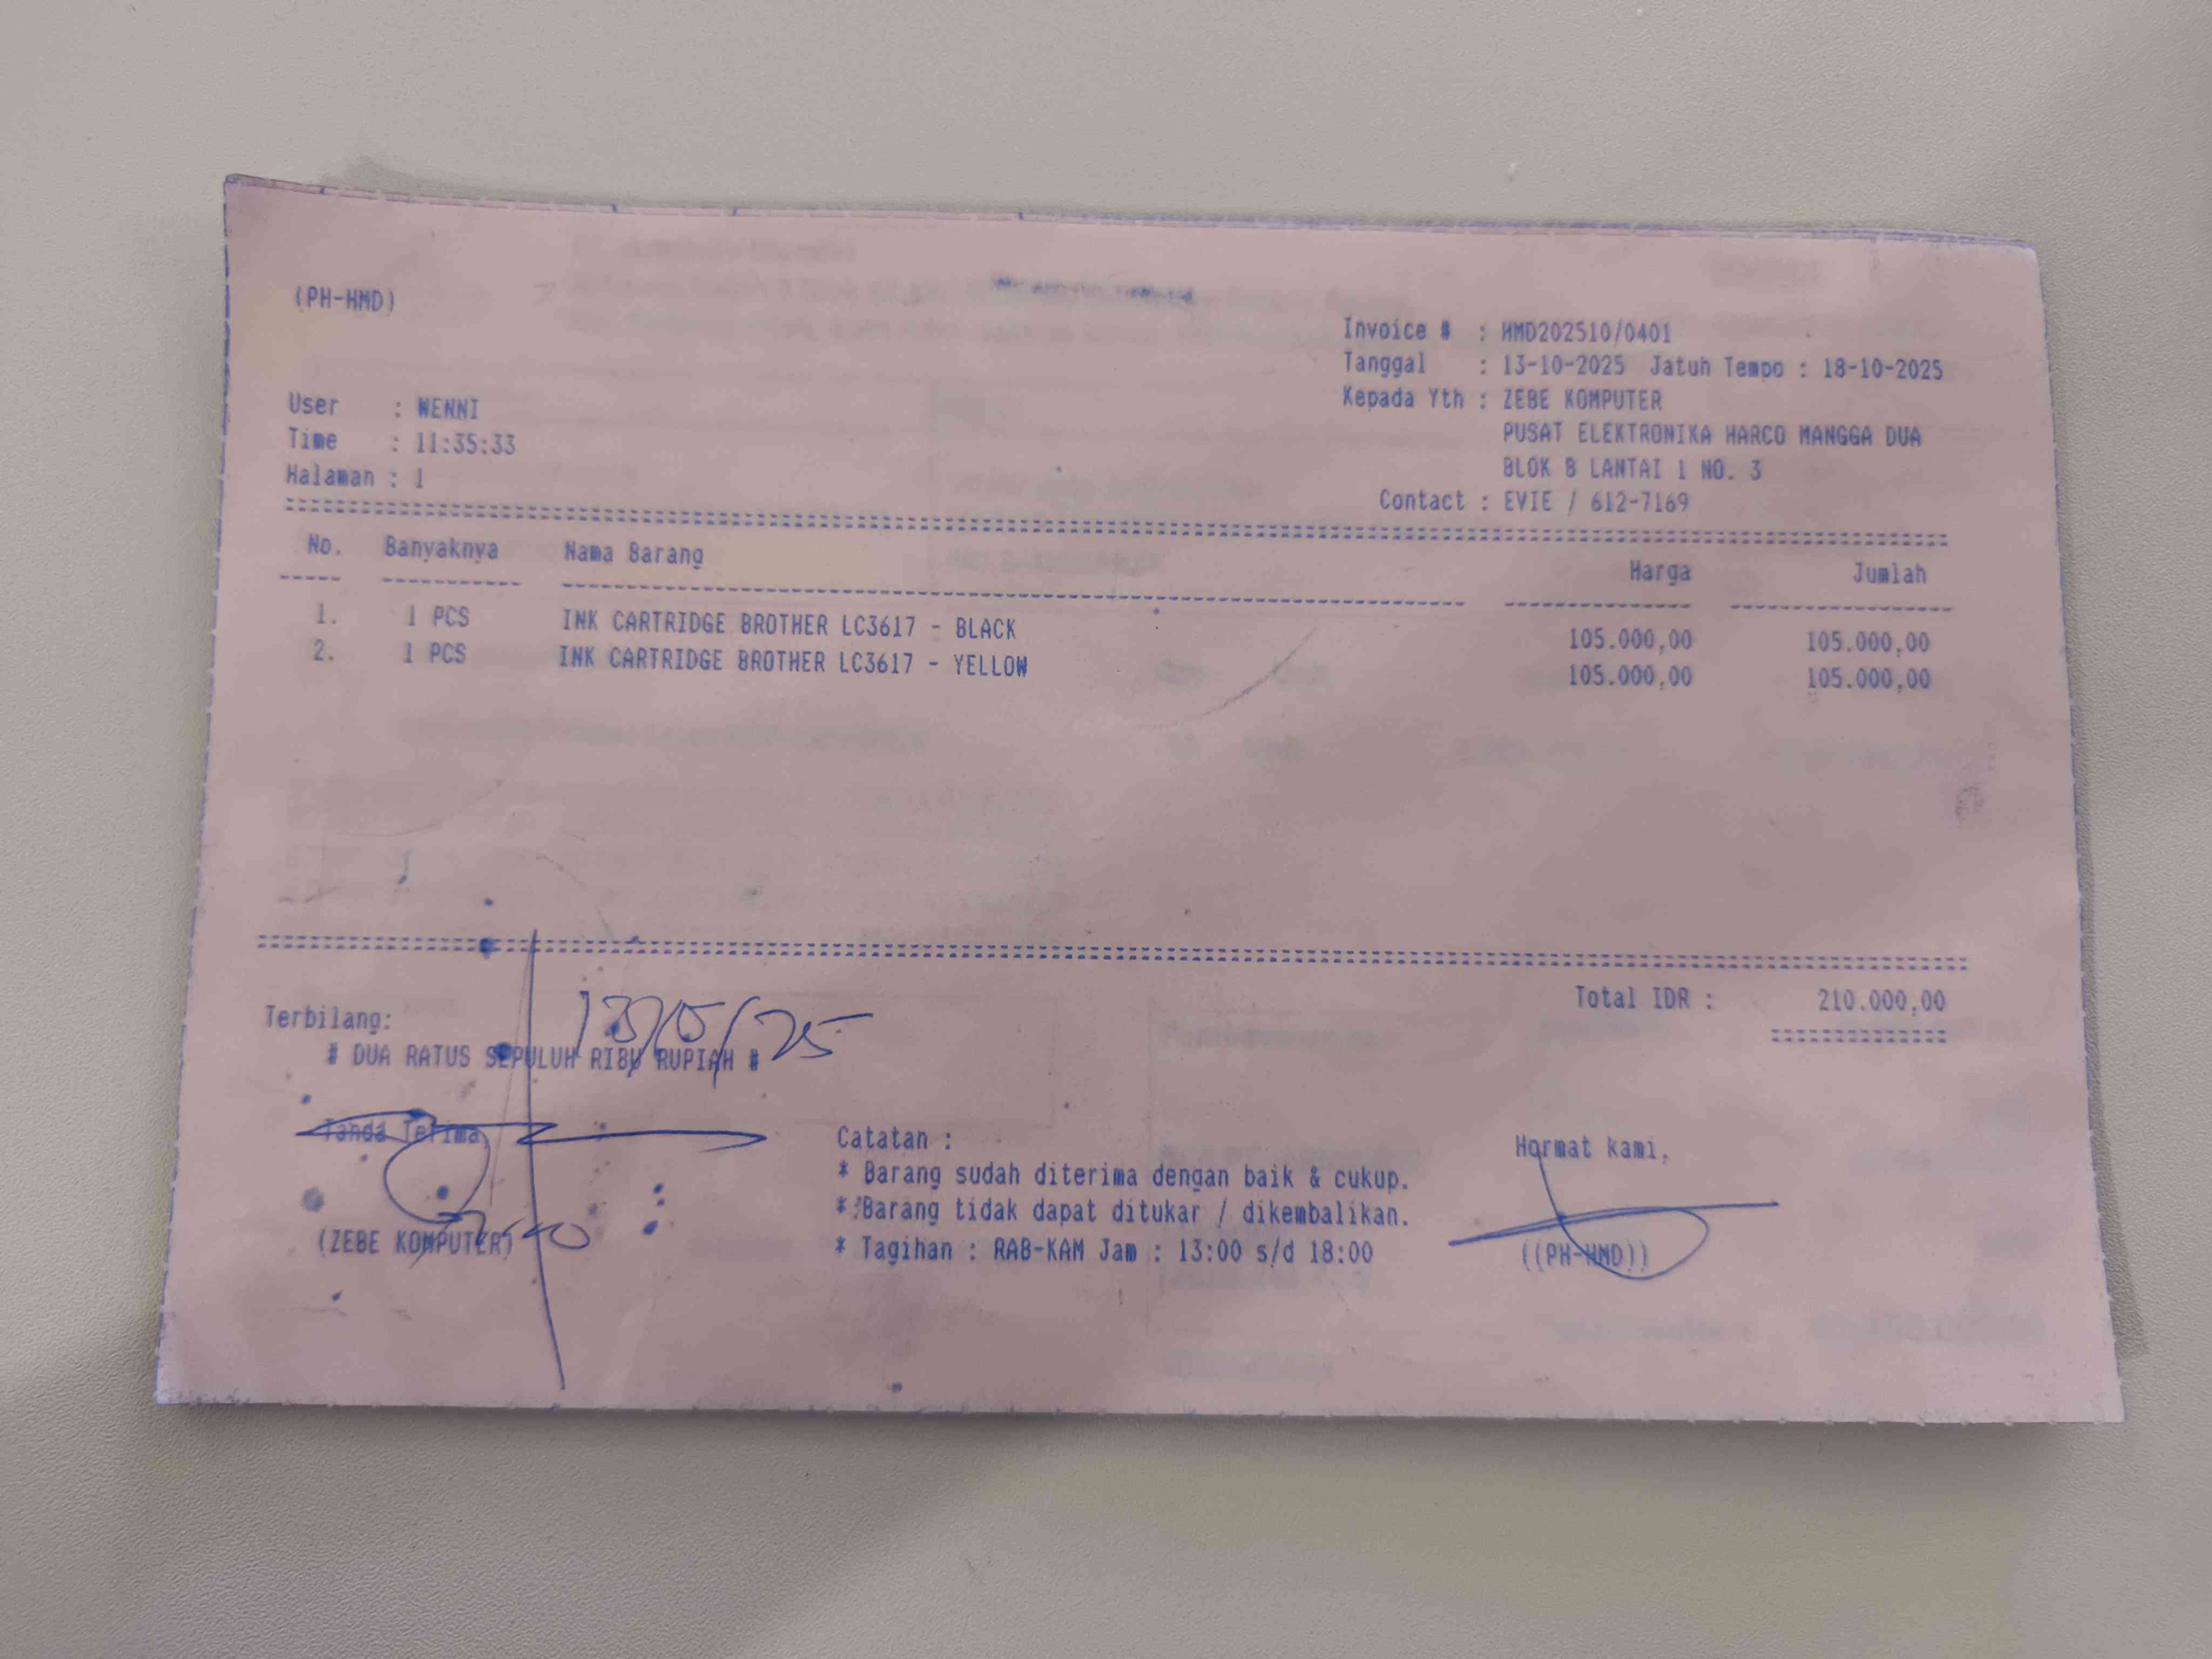 (PH-HMD)
Invoice # : HMD202510/0401
Tanggal : 13-10-2025 Jatuh Tempo : 18-10-2025
Kepada Yth : ZEBE KOMPUTER
PUSAT ELEKTRONIKA HARCO MANGGA DUA
BLOK B LANTAI 1 NO. 3
Contact : EVIE / 612-7169
User : WENNI
Time : 11:35:33
Halaman : 1
No. Banyaknya Nama Barang Harga Jumlah
1. 1 PCS INK CARTRIDGE BROTHER LC3617 - BLACK 105.000,00 105.000,00
2. 1 PCS INK CARTRIDGE BROTHER LC3617 - YELLOW 105.000,00 105.000,00
Total IDR : 210.000,00
Terbilang:
# DUA RATUS SEPULUH RIBU RUPIAH #
Tanda Terima,
(ZEBE KOMPUTER)
Catatan :
* Barang sudah diterima dengan baik & cukup.
* Barang tidak dapat ditukar / dikembalikan.
* Tagihan : RAB-KAM Jam : 13:00 s/d 18:00
Hormat kami,
((PH-HMD))